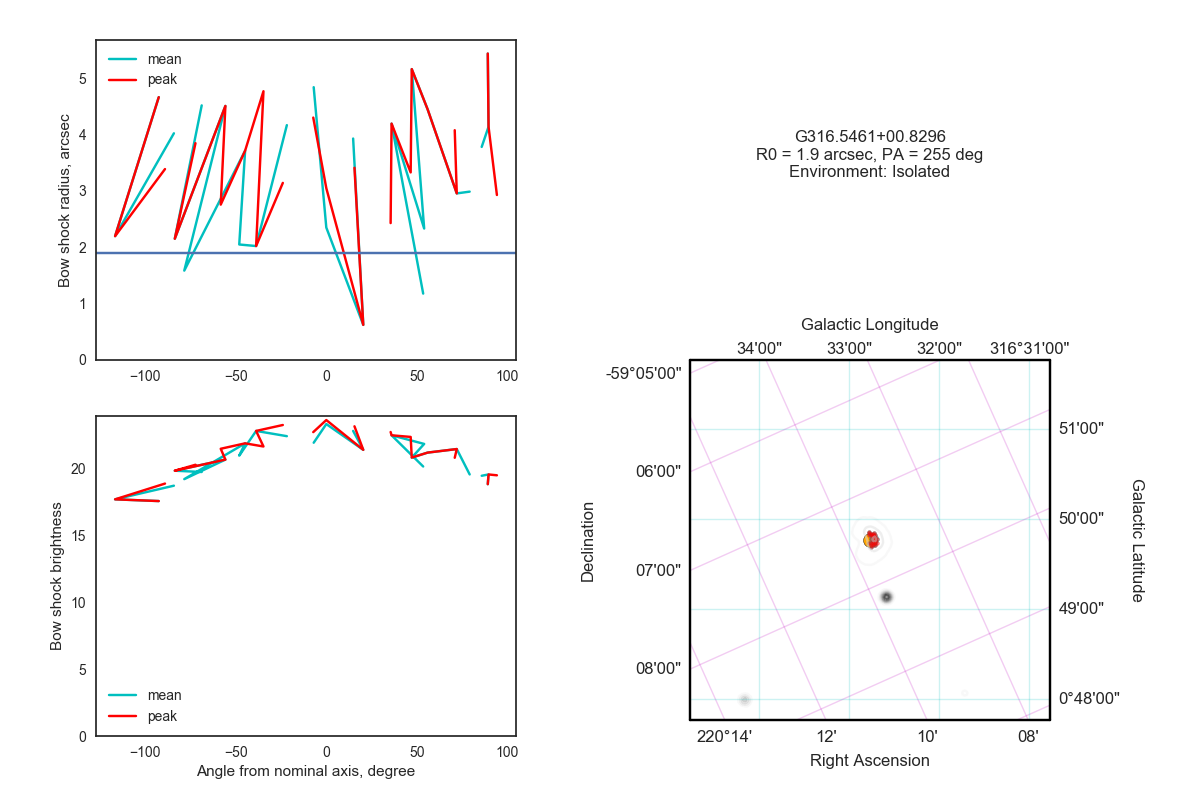 mean
peak
Bow shock radius, arcsec
5
4
3
2
1
0
−100
−50
0
50
100
G316.5461+00.8296
R0 = 1.9 arcsec, PA = 255 deg
Environment: Isolated
Bow shock brightness
20
15
10
5
0
mean
peak
−100
−50
0
50
100
Angle from nominal axis, degree
Galactic Longitude
34'00"
33'00"
32'00"
316°31'00"
-59°05'00"
06'00"
07'00"
08'00"
Declination
51'00"
50'00"
49'00"
0°48'00"
Galactic Latitude
220°14'
12'
10'
08'
Right Ascension